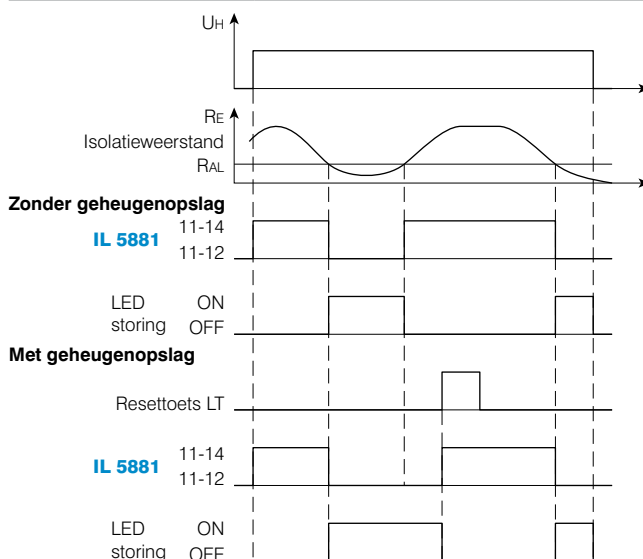 UH
RE
Isolatieweerstand
RAL
Zonder geheugenopslag
IL 5881 11-14
11-12
LED ON
storing OFF
Met geheugenopslag
Resettoets LT
IL 5881 11-14
11-12
LED ON
storing OFF